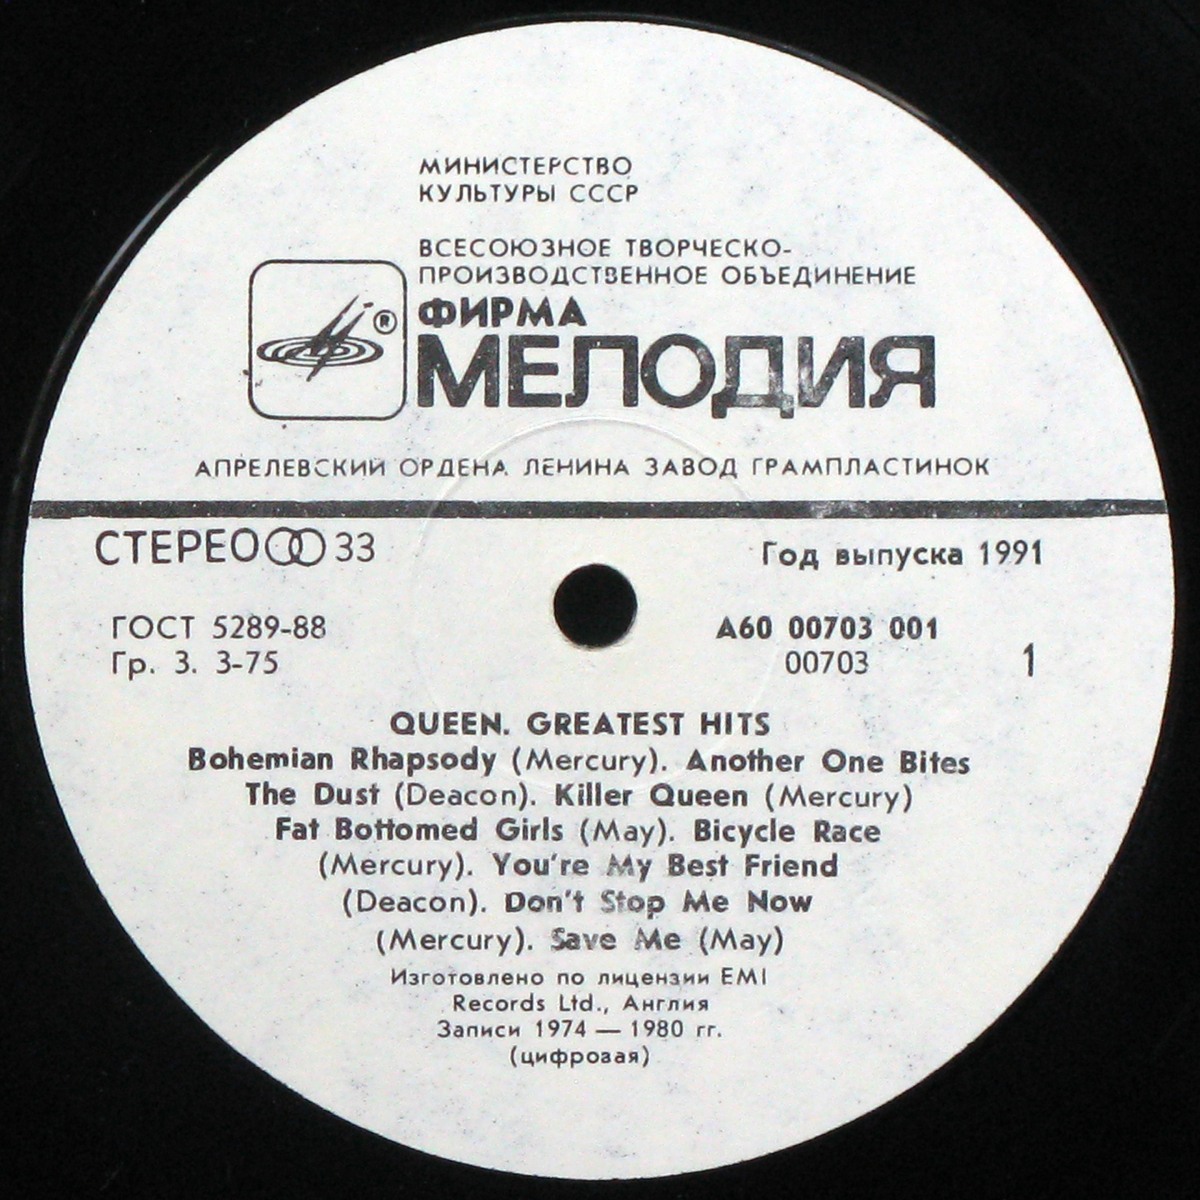 МИНИСТЕРСТВО
КУЛЬТУРЫ СССР
ВСЕСОЮЗНОЕ ТВОРЧЕСКО-
ПРОИЗВОДСТВЕННОЕ ОБЪЕДИНЕНИЕ
®
ФИРМА
МЕЛОДИЯ
АПРЕЛЕВСКИЙ ОРДЕНА ЛЕНИНА ЗАВОД ГРАМПЛАСТИНОК
СТЕРЕО 33
Год выпуска 1991
ГОСТ 5289-88
Гр. 3. 3-75
А60 00703 001
00703
1
QUEEN. GREATEST HITS
Bohemian Rhapsody (Mercury). Another One Bites
The Dust (Deacon). Killer Queen (Mercury)
Fat Bottomed Girls (May). Bicycle Race
(Mercury). You're My Best Friend
(Deacon). Don't Stop Me Now
(Mercury). Save Me (May)
Изготовлено по лицензии EMI
Records Ltd., Англия
Записи 1974 — 1980 гг.
(цифровая)